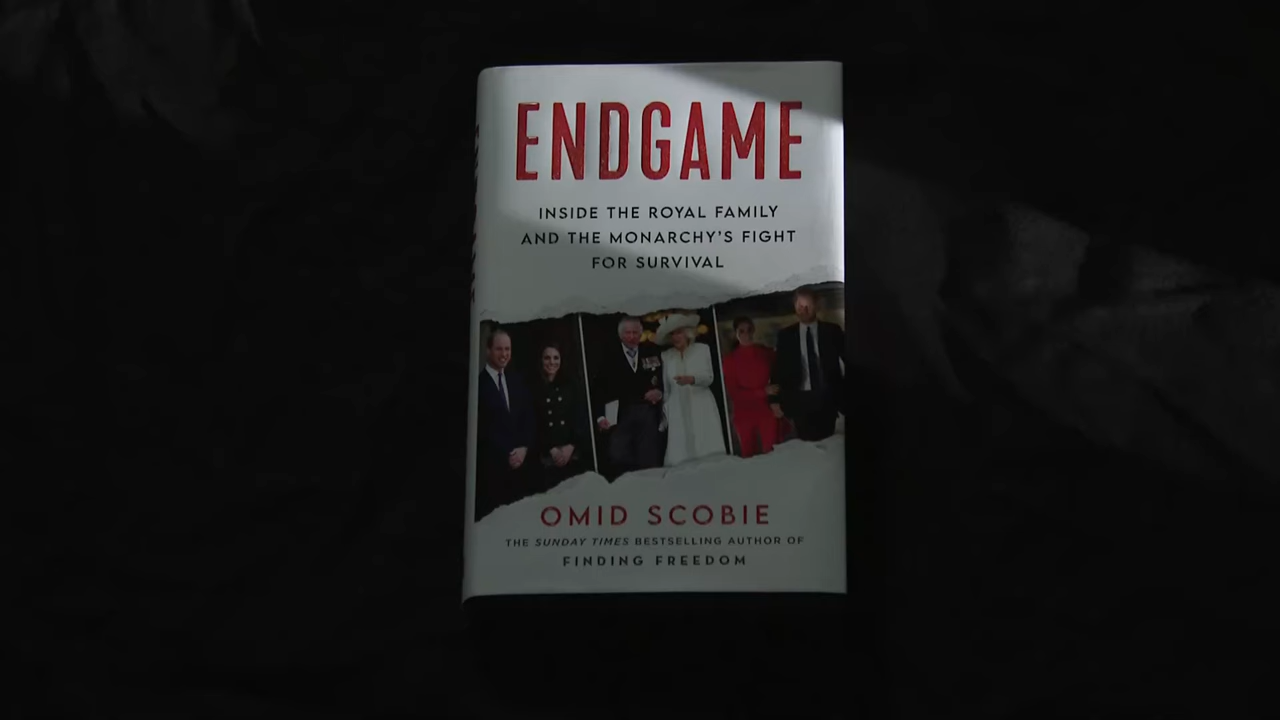 ENDGAME
INSIDE THE ROYAL FAMILY
AND THE MONARCHY'S FIGHT
FOR SURVIVAL
OMID SCOBIE
THE SUNDAY TIMES BESTSELLING AUTHOR OF
FINDING FREEDOM